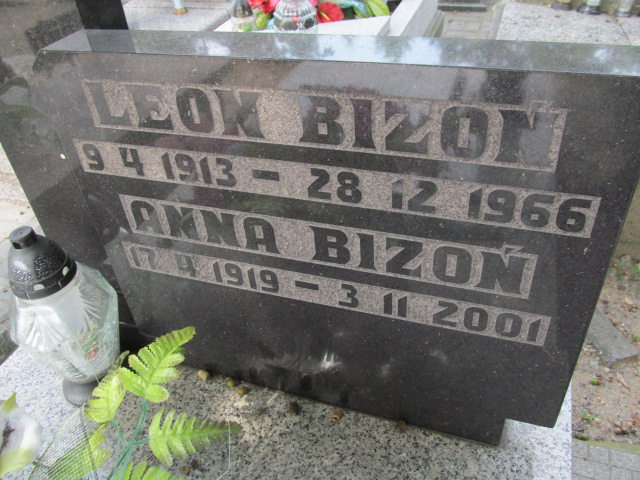 LEON BIZOŃ
9 4 1913 – 28 12 1966
ANNA BIZOŃ
17 4 1919 – 3 11 2001